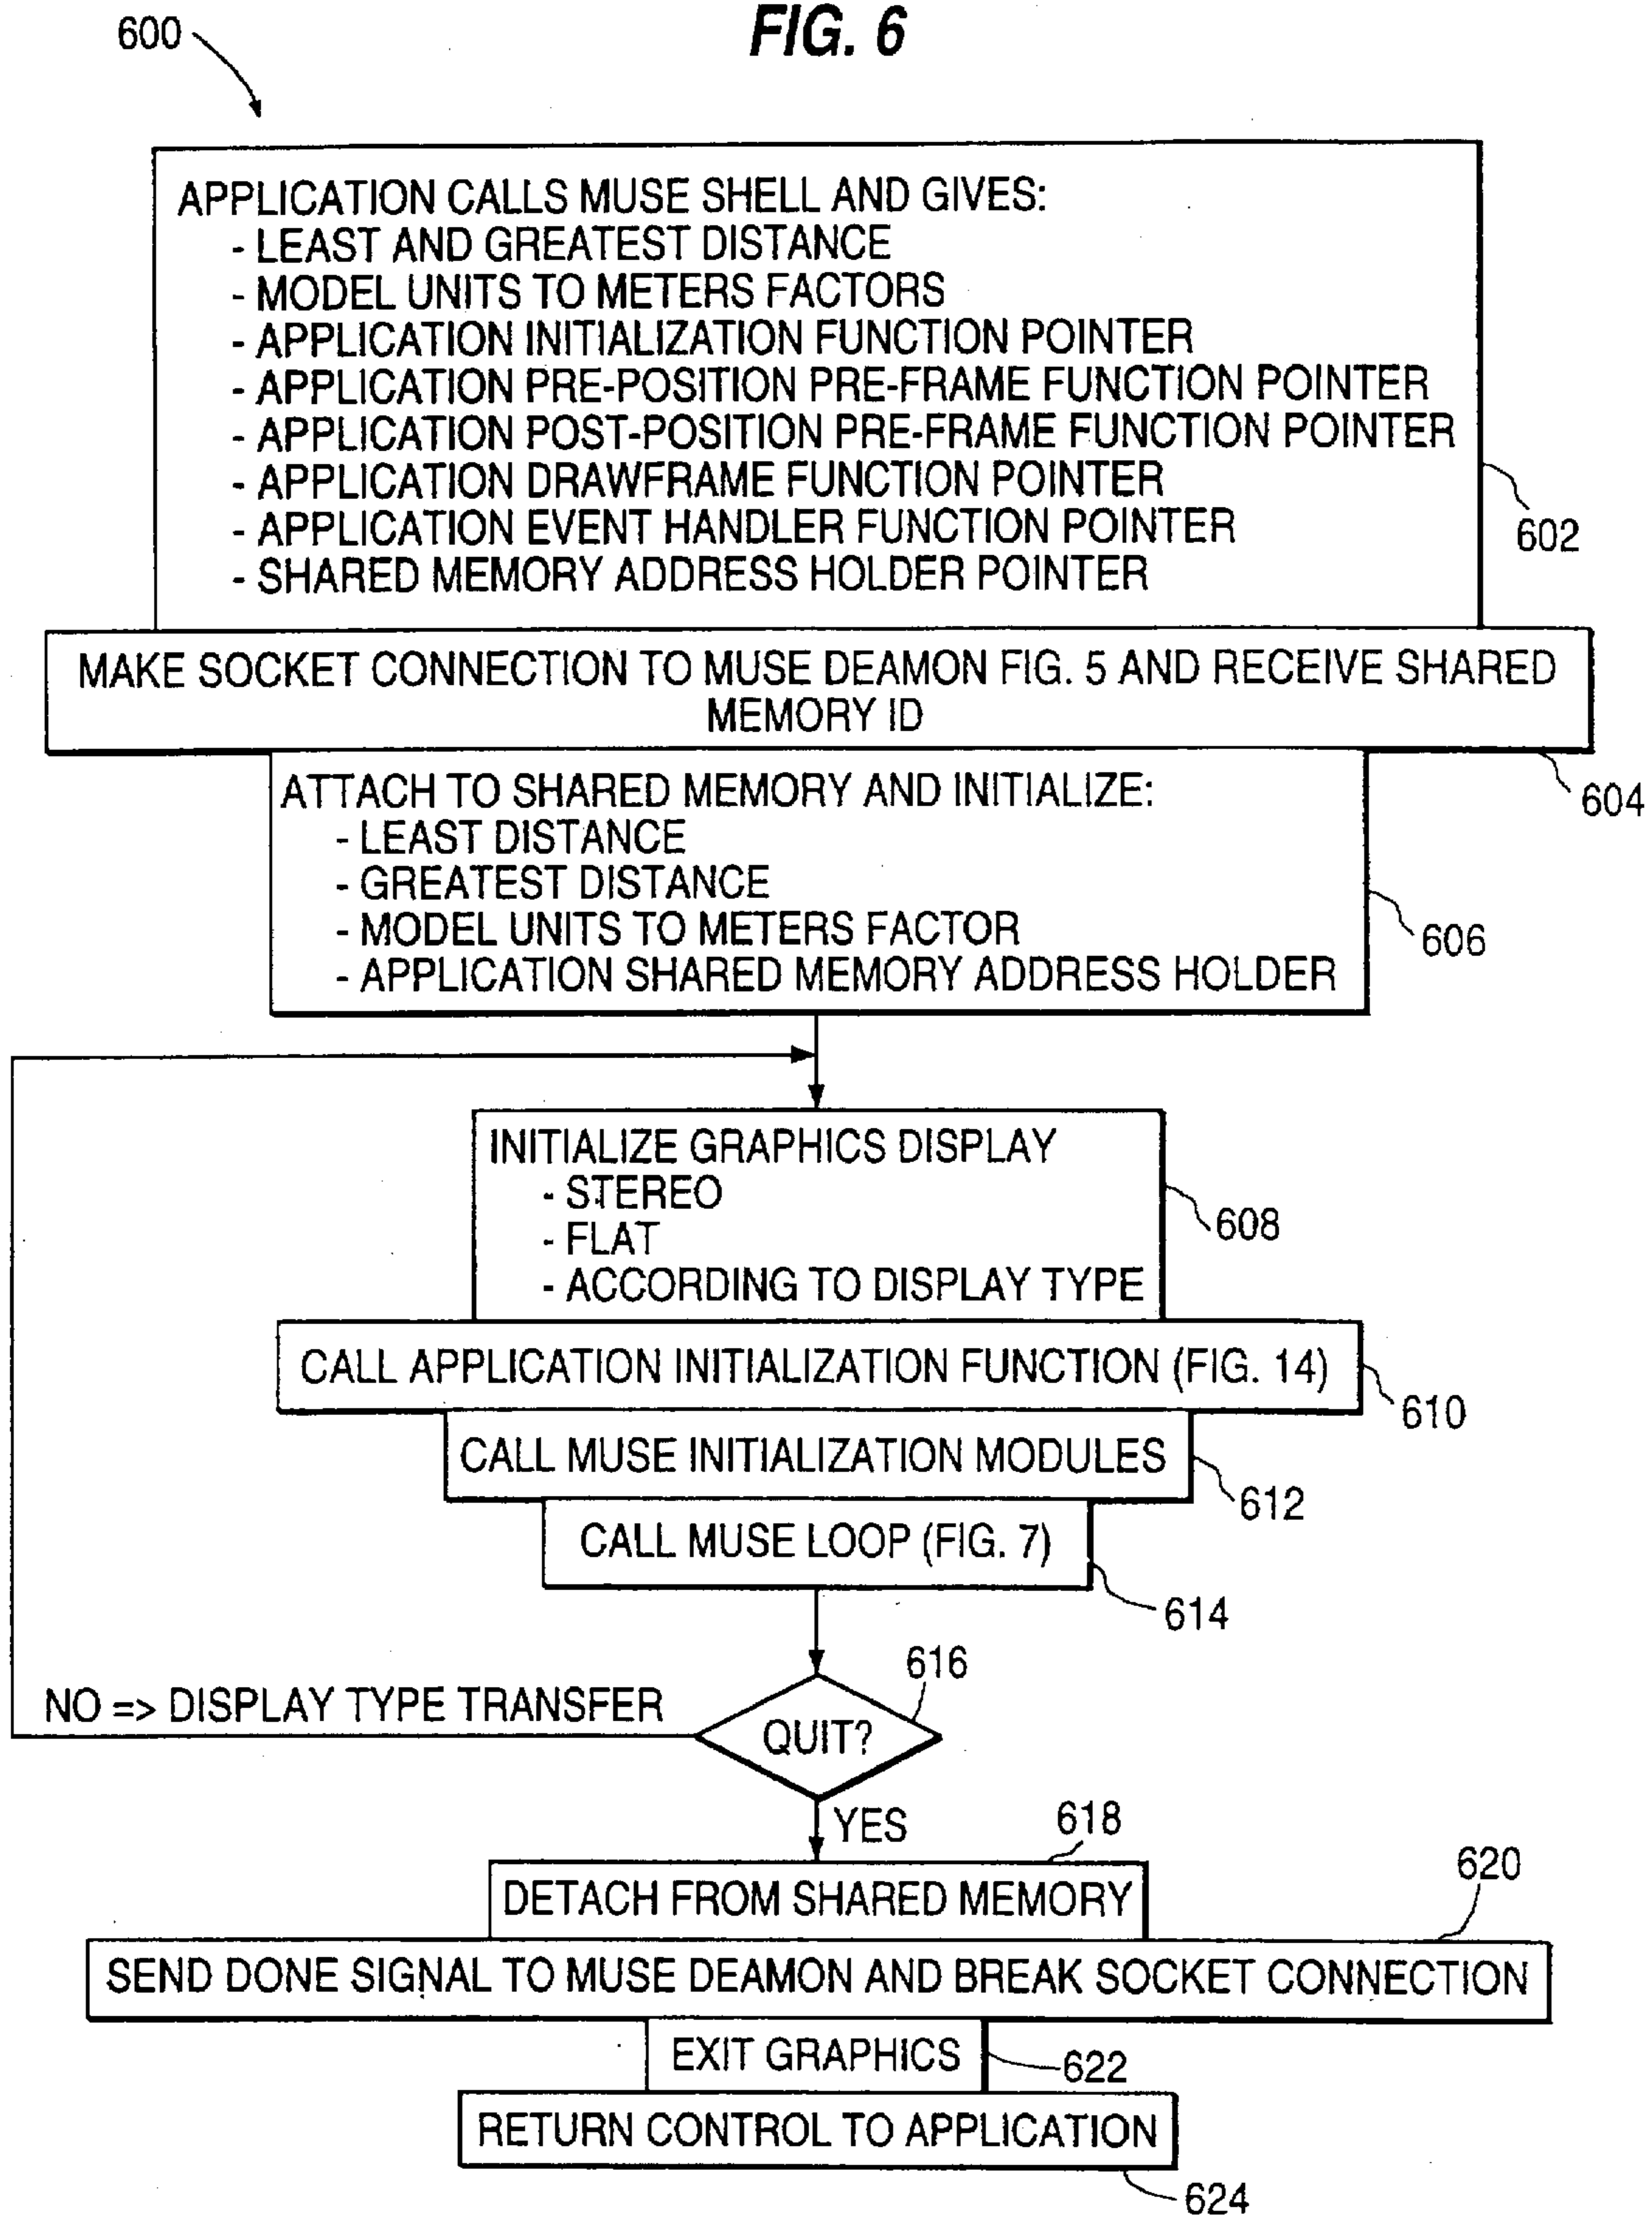 FIG. 6
600
APPLICATION CALLS MUSE SHELL AND GIVES:
- LEAST AND GREATEST DISTANCE
- MODEL UNITS TO METERS FACTORS
- APPLICATION INITIALIZATION FUNCTION POINTER
- APPLICATION PRE-POSITION PRE-FRAME FUNCTION POINTER
- APPLICATION POST-POSITION PRE-FRAME FUNCTION POINTER
- APPLICATION DRAWFRAME FUNCTION POINTER
- APPLICATION EVENT HANDLER FUNCTION POINTER
- SHARED MEMORY ADDRESS HOLDER POINTER
602
MAKE SOCKET CONNECTION TO MUSE DEAMON FIG. 5 AND RECEIVE SHARED
MEMORY ID
604
ATTACH TO SHARED MEMORY AND INITIALIZE:
- LEAST DISTANCE
- GREATEST DISTANCE
- MODEL UNITS TO METERS FACTOR
- APPLICATION SHARED MEMORY ADDRESS HOLDER
606
INITIALIZE GRAPHICS DISPLAY
- STEREO
- FLAT
- ACCORDING TO DISPLAY TYPE
608
CALL APPLICATION INITIALIZATION FUNCTION (FIG. 14)
610
CALL MUSE INITIALIZATION MODULES
612
CALL MUSE LOOP (FIG. 7)
614
616
QUIT?
NO => DISPLAY TYPE TRANSFER
YES
618
DETACH FROM SHARED MEMORY
620
SEND DONE SIGNAL TO MUSE DEAMON AND BREAK SOCKET CONNECTION
EXIT GRAPHICS
622
RETURN CONTROL TO APPLICATION
624